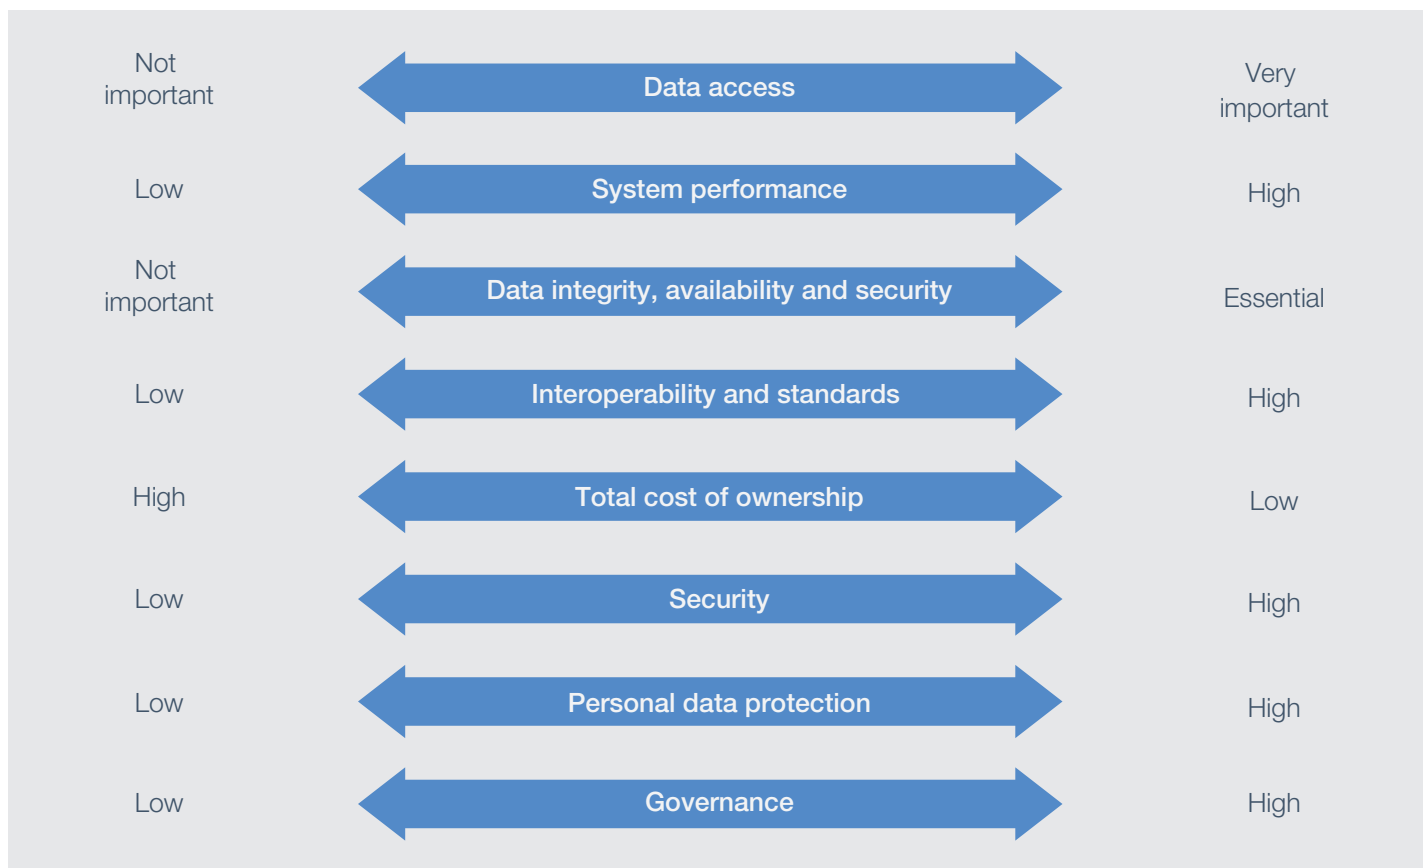 Not
important
Data access
Very
important
Low
System performance
High
Not
important
Data integrity, availability and security
Essential
Low
Interoperability and standards
High
High
Total cost of ownership
Low
Low
Security
High
Low
Personal data protection
High
Low
Governance
High